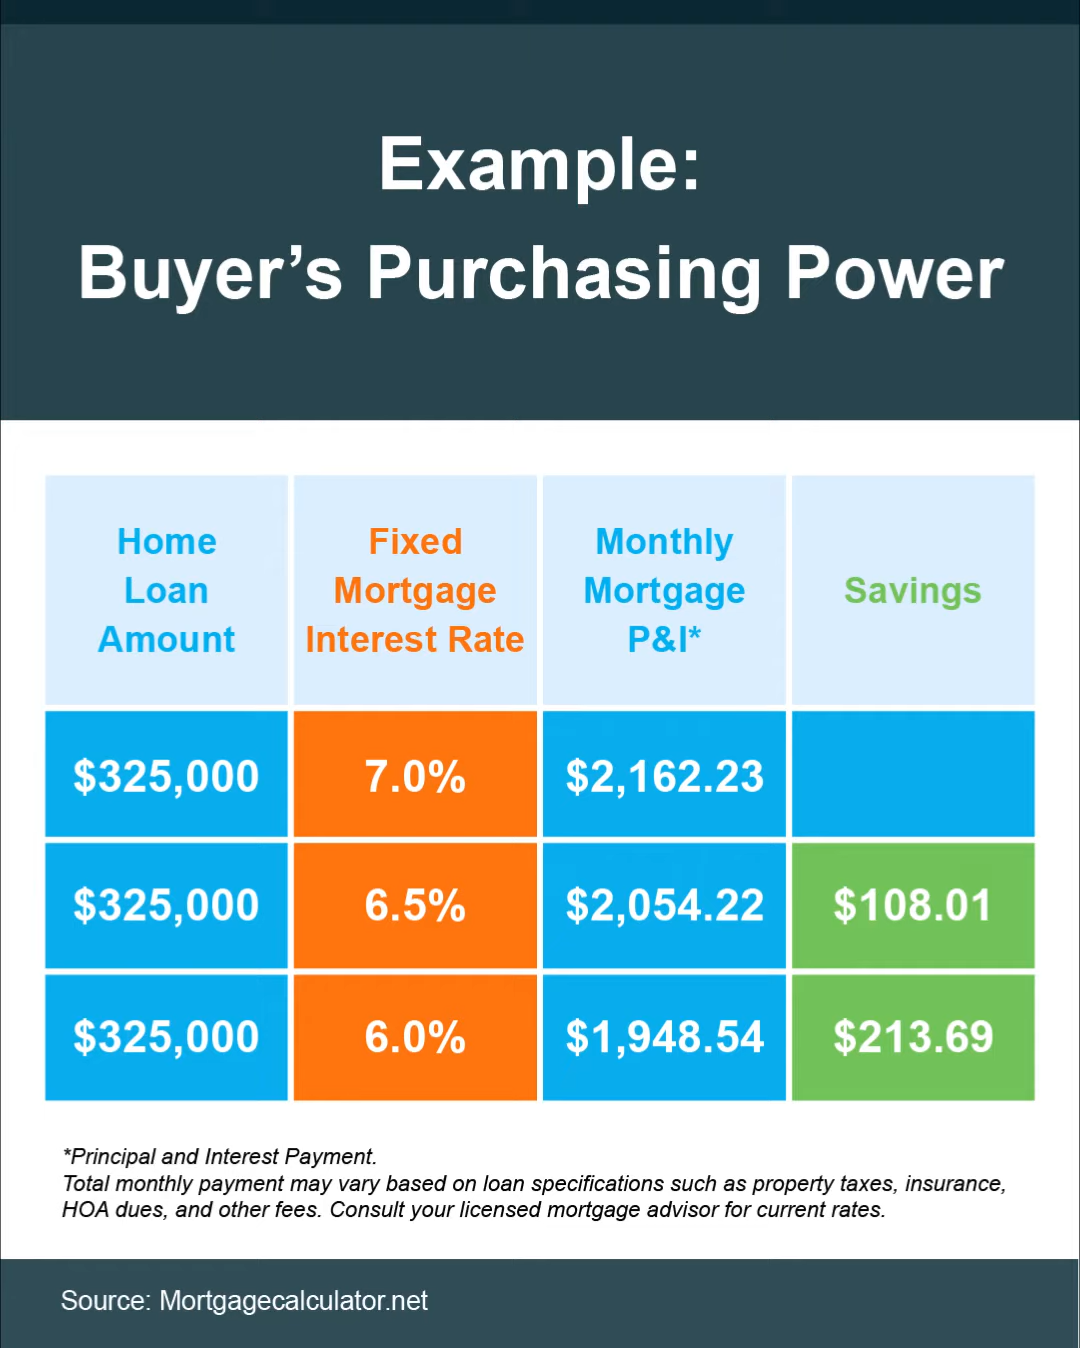 Example:
Buyer’s Purchasing Power
Home
Loan
Amount
Fixed
Mortgage
Interest Rate
Monthly
Mortgage
P&I*
Savings
$325,000 7.0% $2,162.23
$325,000 6.5% $2,054.22 $108.01
$325,000 6.0% $1,948.54 $213.69
*Principal and Interest Payment.
Total monthly payment may vary based on loan specifications such as property taxes, insurance,
HOA dues, and other fees. Consult your licensed mortgage advisor for current rates.
Source: Mortgagecalculator.net